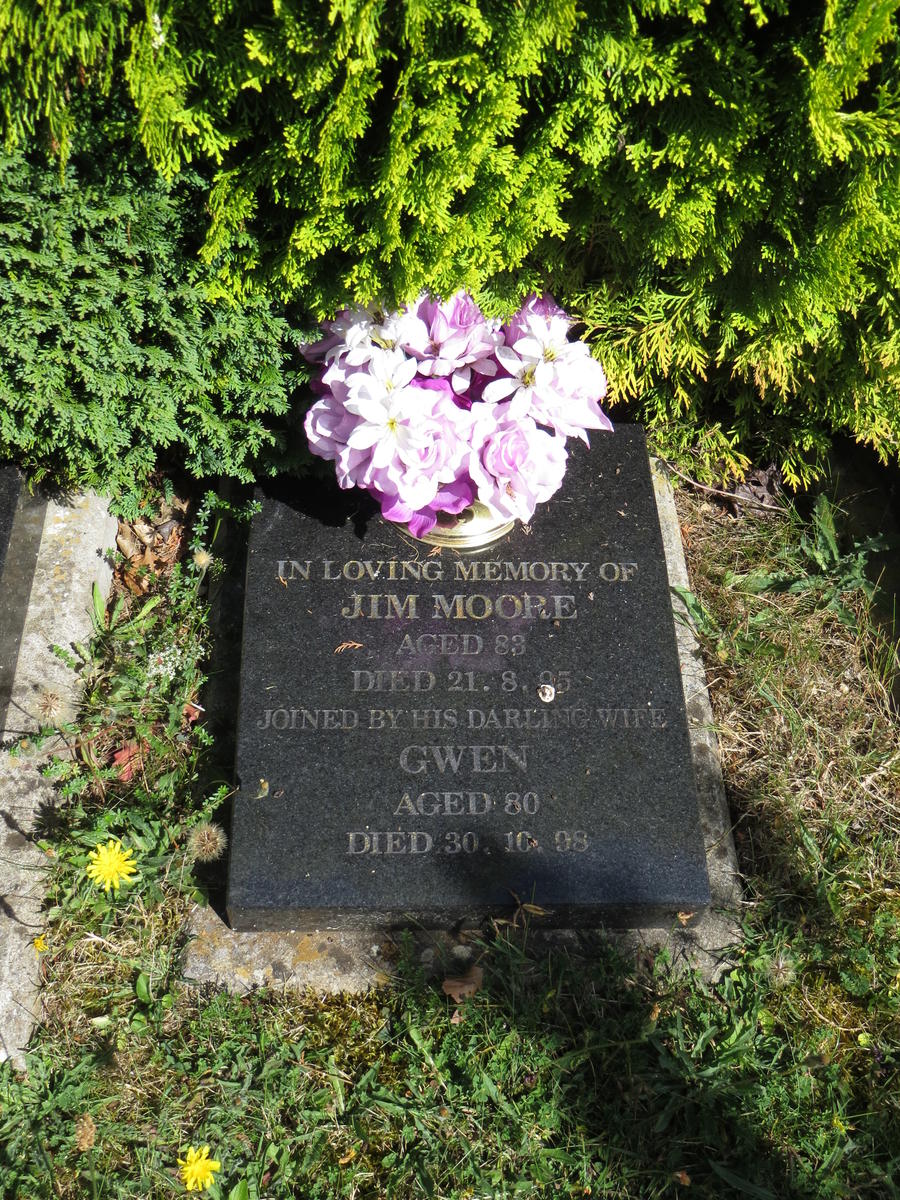 IN LOVING MEMORY OF
JIM MOORE
AGED 83
DIED 21. 8. 95
JOINED BY HIS DARLING WIFE
GWEN
AGED 80
DIED 30. 10. 98